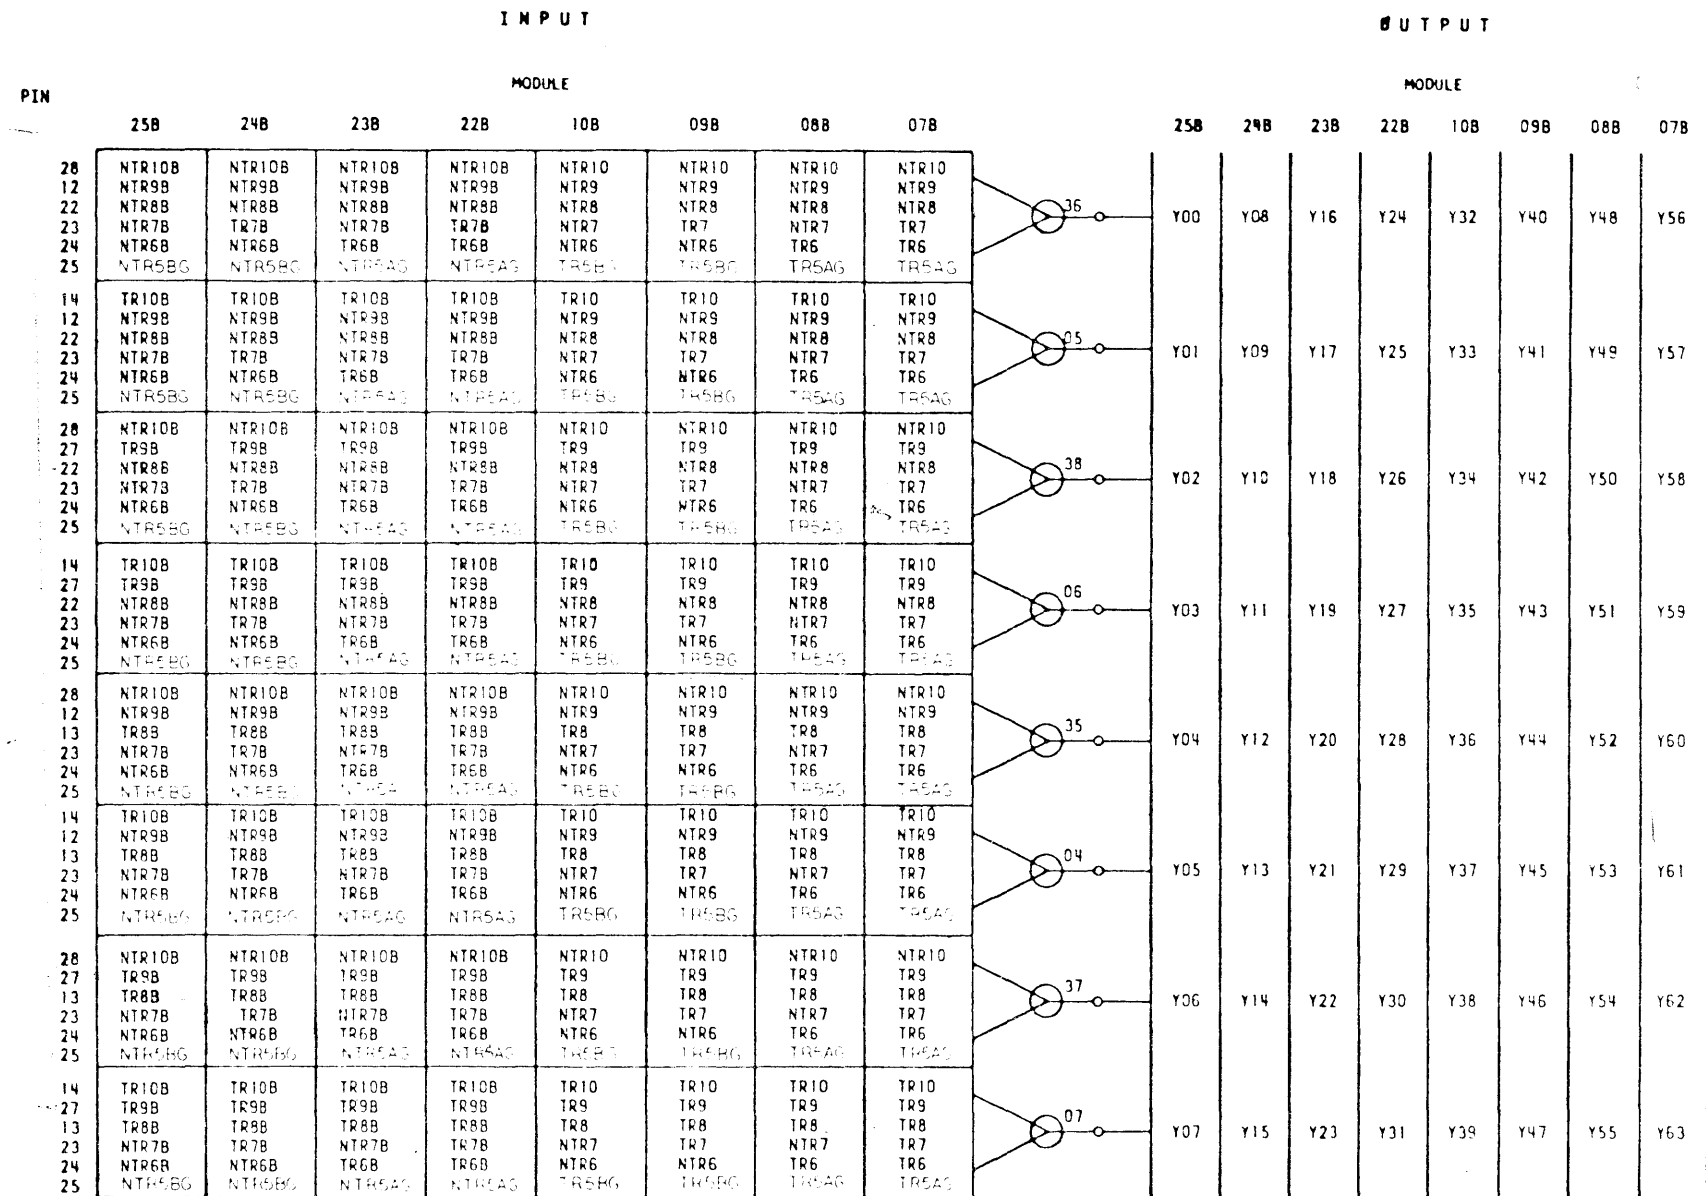 I N P U T
O U T P U T
MODULE
MODULE
PIN
25B 24B 23B 22B 10B 09B 08B 07B 25B 24B 23B 22B 10B 09B 08B 07B
28 NTR10B NTR10B NTR10B NTR10B NTR10 NTR10 NTR10 NTR10
12 NTR9B NTR9B NTR9B NTR9B NTR9 NTR9 NTR9 NTR9
22 NTR8B NTR8B NTR8B NTR8B NTR8 NTR8 NTR8 NTR8 36
23 NTR7B TR7B NTR7B TR7B NTR7 TR7 NTR7 TR7 Y00 Y08 Y16 Y24 Y32 Y40 Y48 Y56
24 NTR6B NTR6B TR6B TR6B NTR6 NTR6 TR6 TR6
25 NTR5BG NTR5BG NTR5AG NTR5AG TR5BG TR5BG TR5AG TR5AG
14 TR10B TR10B TR10B TR10B TR10 TR10 TR10 TR10
12 NTR9B NTR9B NTR9B NTR9B NTR9 NTR9 NTR9 NTR9
22 NTR8B NTR8B NTR8B NTR8B NTR8 NTR8 NTR8 NTR8 05
23 NTR7B TR7B NTR7B TR7B NTR7 TR7 NTR7 TR7 Y01 Y09 Y17 Y25 Y33 Y41 Y49 Y57
24 NTR6B NTR6B TR6B TR6B NTR6 NTR6 TR6 TR6
25 NTR5BG NTR5BG NTR5AG NTR5AG TR5BG TR5BG TR5AG TR5AG
28 NTR10B NTR10B NTR10B NTR10B NTR10 NTR10 NTR10 NTR10
27 TR9B TR9B TR9B TR9B TR9 TR9 TR9 TR9
22 NTR8B NTR8B NTR8B NTR8B NTR8 NTR8 NTR8 NTR8 38
23 NTR7B TR7B NTR7B TR7B NTR7 TR7 NTR7 TR7 Y02 Y10 Y18 Y26 Y34 Y42 Y50 Y58
24 NTR6B NTR6B TR6B TR6B NTR6 NTR6 TR6 TR6
25 NTR5BG NTR5BG NTR5AG NTR5AG TR5BG TR5BG TR5AG TR5AG
14 TR10B TR10B TR10B TR10B TR10 TR10 TR10 TR10
27 TR9B TR9B TR9B TR9B TR9 TR9 TR9 TR9
22 NTR8B NTR8B NTR8B NTR8B NTR8 NTR8 NTR8 NTR8 06
23 NTR7B TR7B NTR7B TR7B NTR7 TR7 NTR7 TR7 Y03 Y11 Y19 Y27 Y35 Y43 Y51 Y59
24 NTR6B NTR6B TR6B TR6B NTR6 NTR6 TR6 TR6
25 NTR5BG NTR5BG NTR5AG NTR5AG TR5BG TR5BG TR5AG TR5AG
28 NTR10B NTR10B NTR10B NTR10B NTR10 NTR10 NTR10 NTR10
12 NTR9B NTR9B NTR9B NTR9B NTR9 NTR9 NTR9 NTR9
13 TR8B TR8B TR8B TR8B TR8 TR8 TR8 TR8 35
23 NTR7B TR7B NTR7B TR7B NTR7 TR7 NTR7 TR7 Y04 Y12 Y20 Y28 Y36 Y44 Y52 Y60
24 NTR6B NTR6B TR6B TR6B NTR6 NTR6 TR6 TR6
25 NTR5BG NTR5BG NTR5A NTR5AG TR5BG TR5BG TR5AG TR5AG
14 TR10B TR10B TR10B TR10B TR10 TR10 TR10 TR10
12 NTR9B NTR9B NTR9B NTR9B NTR9 NTR9 NTR9 NTR9
13 TR8B TR8B TR8B TR8B TR8 TR8 TR8 TR8 04
23 NTR7B TR7B NTR7B TR7B NTR7 TR7 NTR7 TR7 Y05 Y13 Y21 Y29 Y37 Y45 Y53 Y61
24 NTR6B NTR6B TR6B TR6B NTR6 NTR6 TR6 TR6
25 NTR5BG NTR5BG NTR5AG NTR5AG TR5BG TR5BG TR5AG TR5AG
28 NTR10B NTR10B NTR10B NTR10B NTR10 NTR10 NTR10 NTR10
27 TR9B TR9B TR9B TR9B TR9 TR9 TR9 TR9
13 TR8B TR8B TR8B TR8B TR8 TR8 TR8 TR8 37
23 NTR7B TR7B NTR7B TR7B NTR7 TR7 NTR7 TR7 Y06 Y14 Y22 Y30 Y38 Y46 Y54 Y62
24 NTR6B NTR6B TR6B TR6B NTR6 NTR6 TR6 TR6
25 NTR5BG NTR5BG NTR5AG NTR5AG TR5BG TR5BG TR5AG TR5AG
14 TR10B TR10B TR10B TR10B TR10 TR10 TR10 TR10
27 TR9B TR9B TR9B TR9B TR9 TR9 TR9 TR9
13 TR8B TR8B TR8B TR8B TR8 TR8 TR8 TR8 07
23 NTR7B TR7B NTR7B TR7B NTR7 TR7 NTR7 TR7 Y07 Y15 Y23 Y31 Y39 Y47 Y55 Y63
24 NTR6B NTR6B TR6B TR6B NTR6 NTR6 TR6 TR6
25 NTR5BG NTR5BG NTR5AG NTR5AG TR5BG TR5BG TR5AG TR5AG